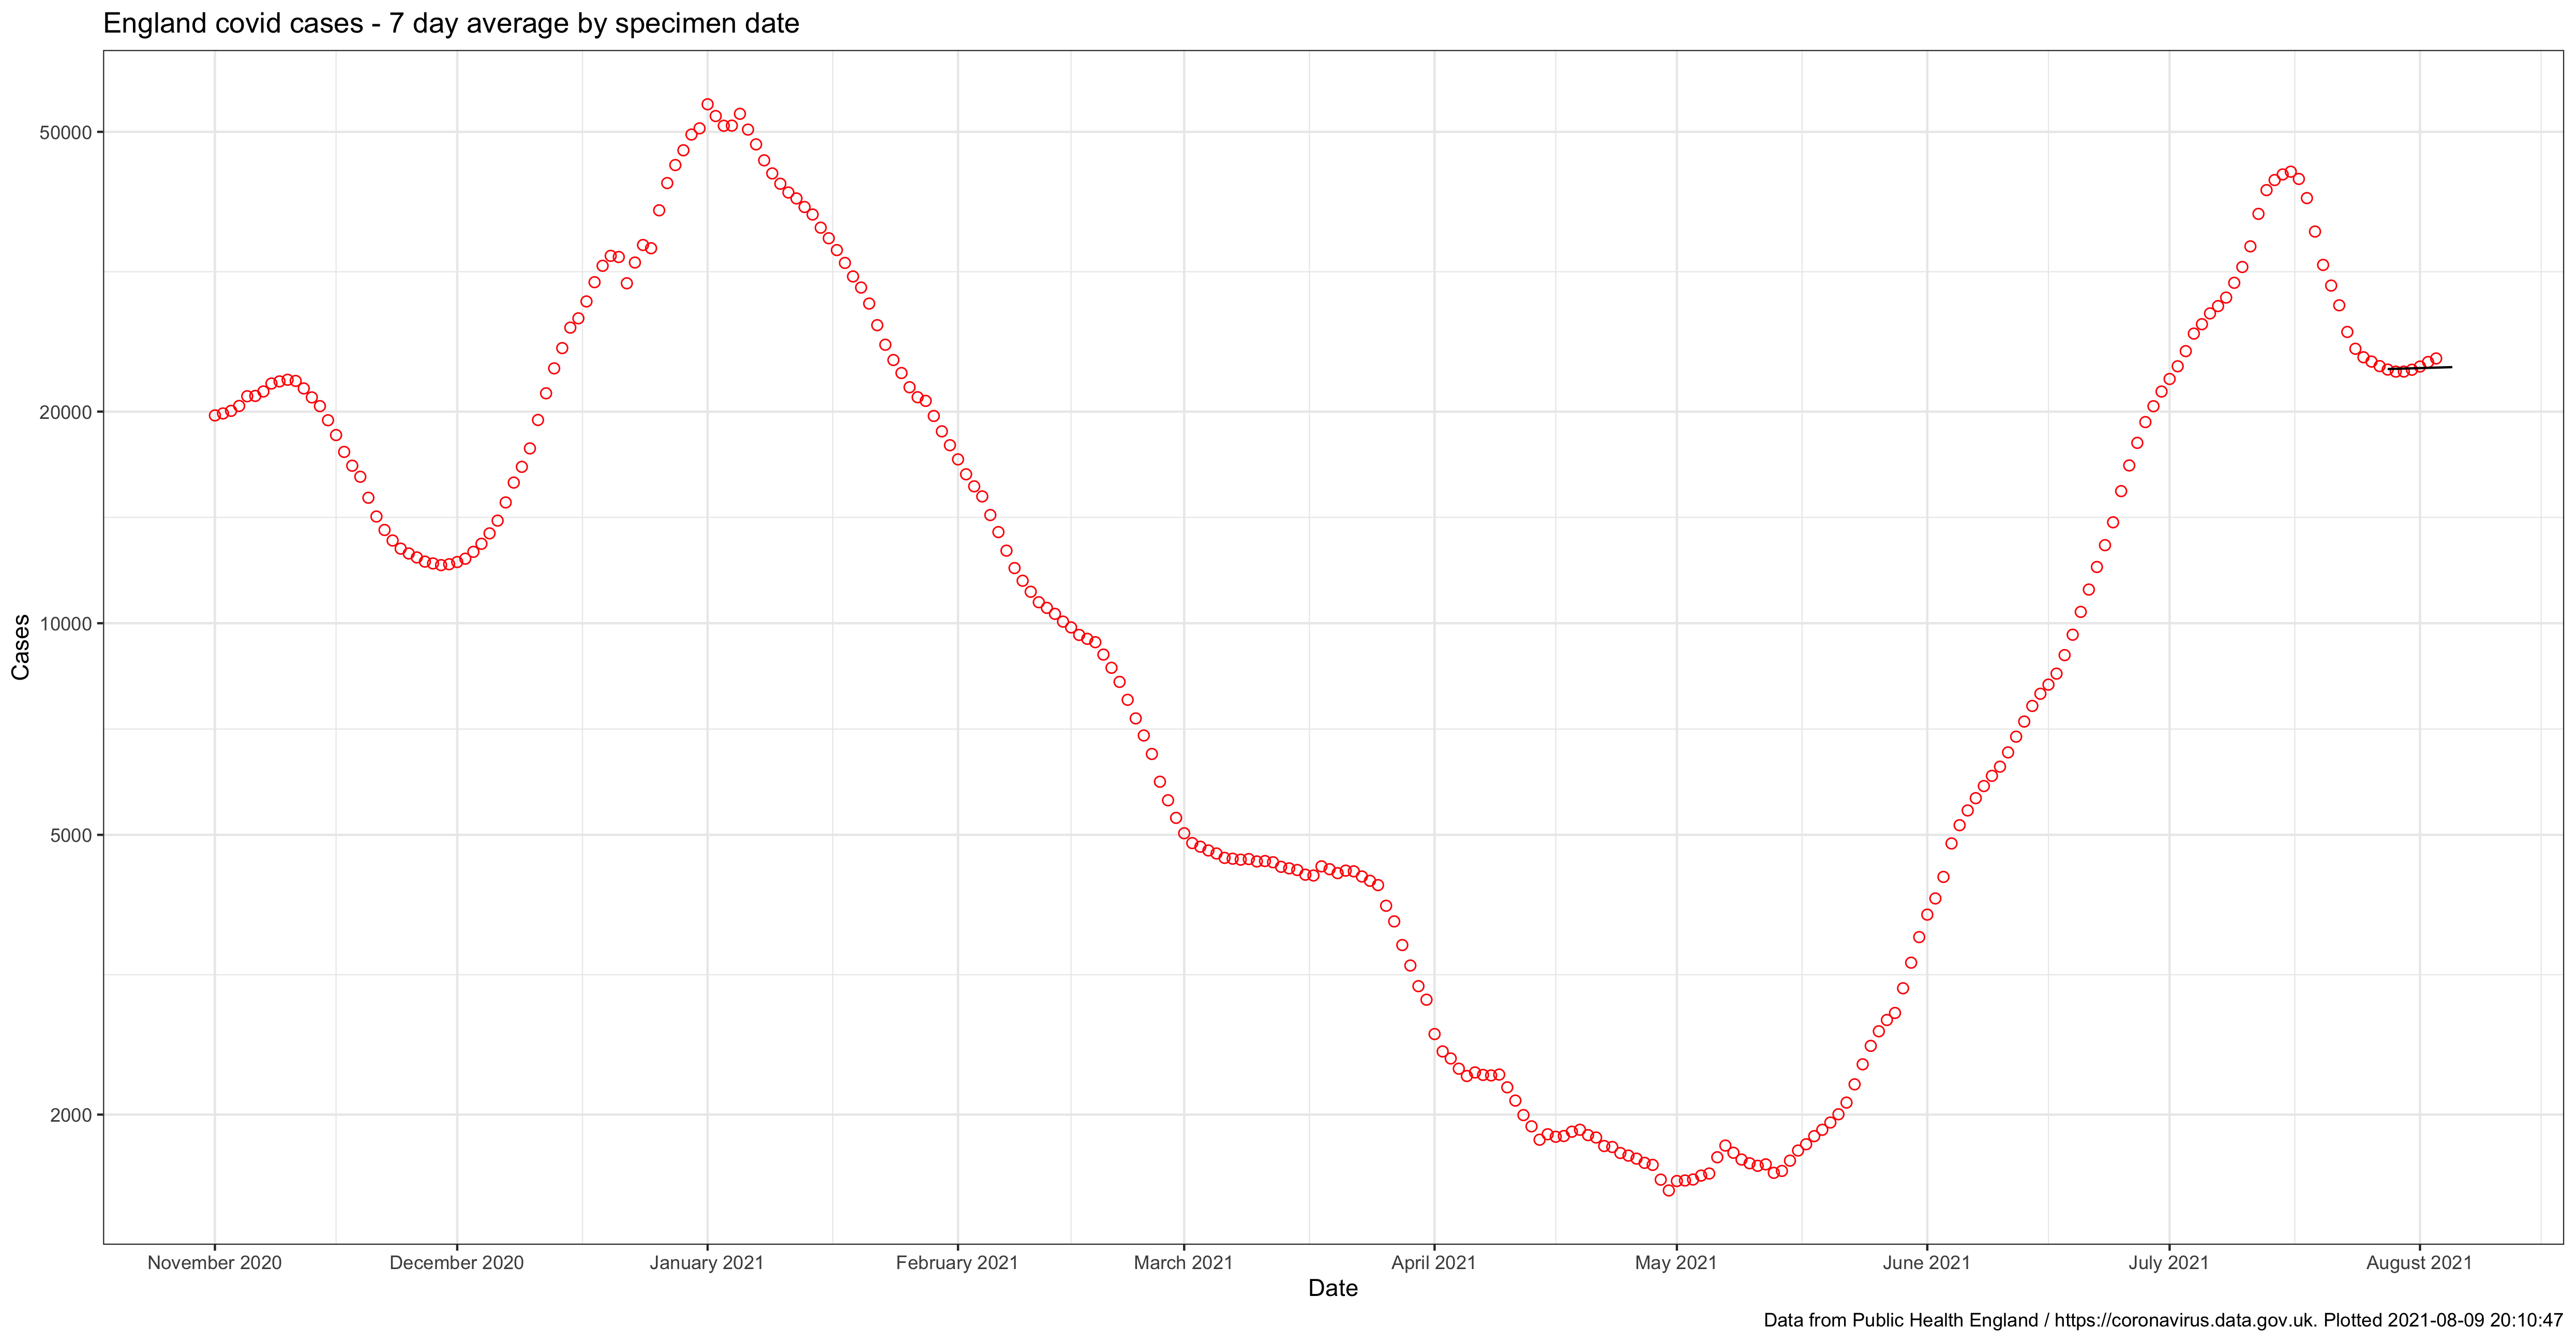 England covid cases - 7 day average by specimen date
50000
20000
10000
5000
2000
Cases
November 2020
December 2020
January 2021
February 2021
March 2021
April 2021
May 2021
June 2021
July 2021
August 2021
Date
Data from Public Health England / https://coronavirus.data.gov.uk. Plotted 2021-08-09 20:10:47